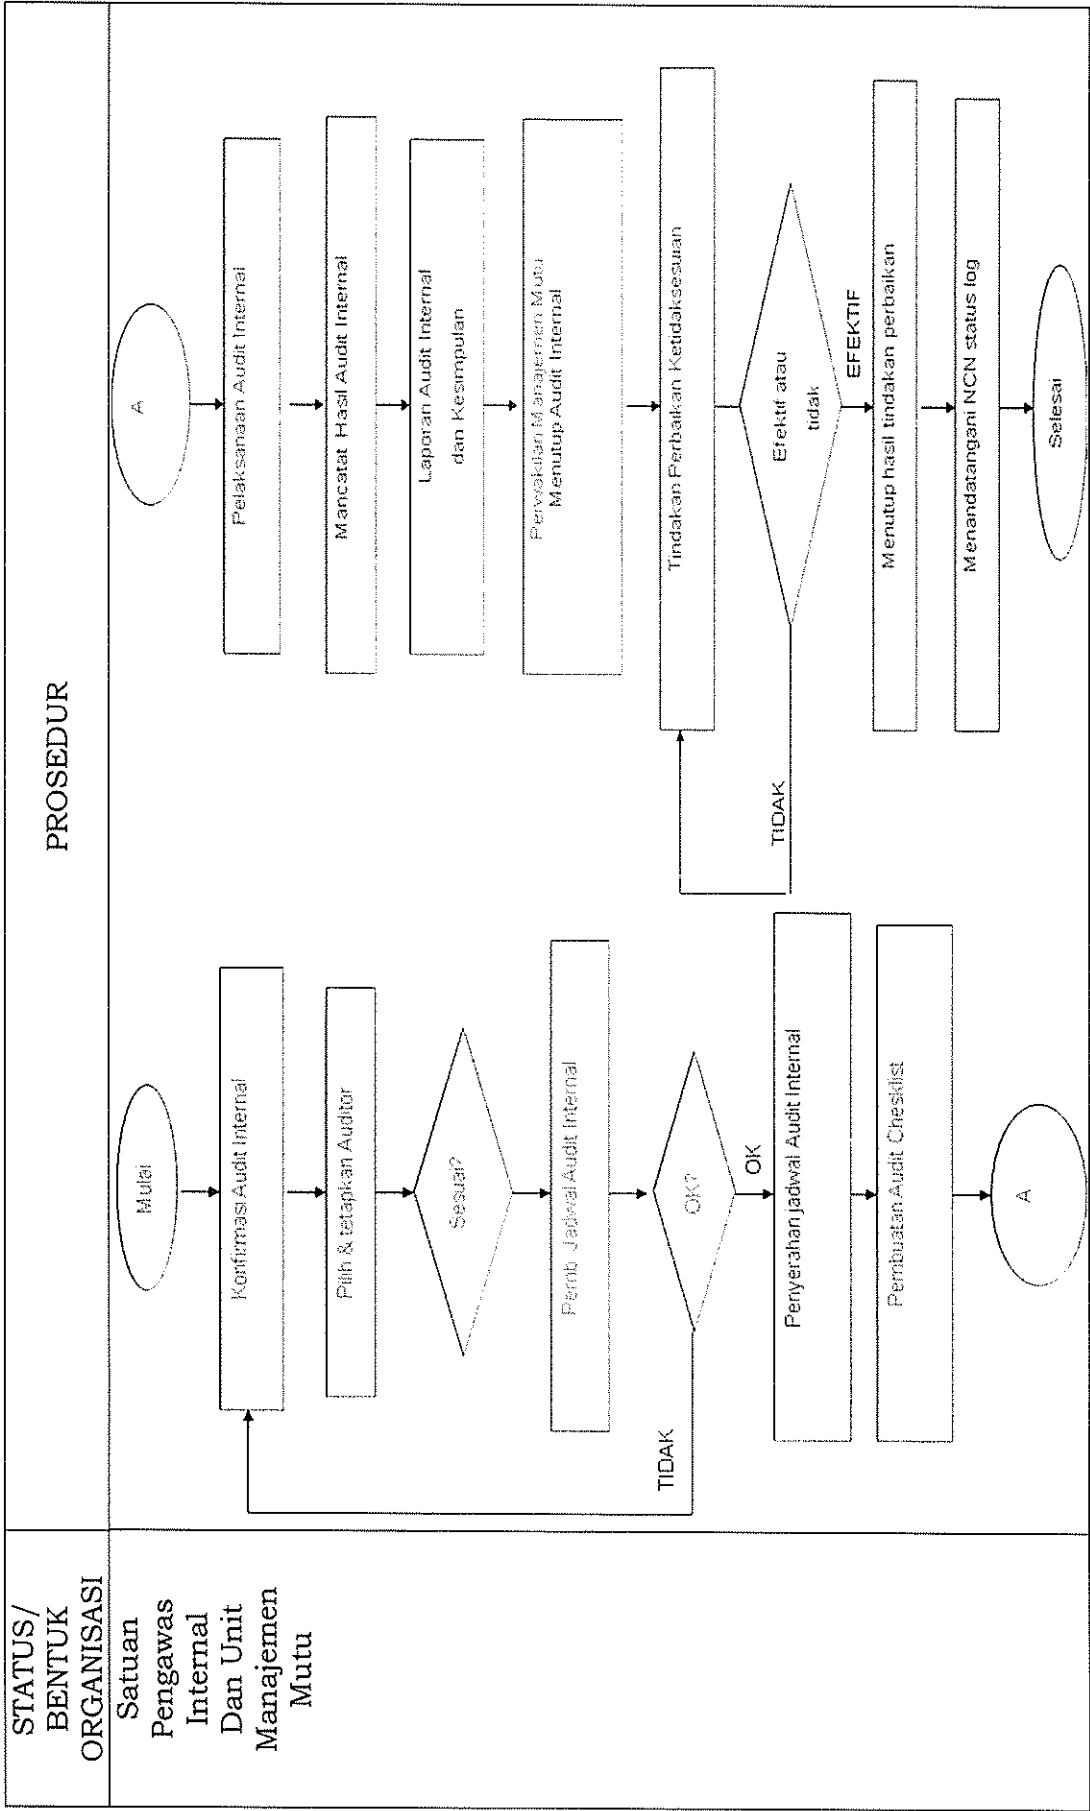 STATUS/
BENTUK
ORGANISASI
PROSEDUR
Satuan
Pengawas
Internal
Dan Unit
Manajemen
Mutu
Mulai
Konfirmasi Audit Internal
Pilih & tetapkan Auditor
Sesuai?
Pemb Jadwal Audit Internal
OK?
TIDAK
OK
Penyerahan jadwal Audit Internal
Pembuatan Audit Chesklist
A
A
Pelaksanaan Audit Internal
Mancatat Hasil Audit Internal
Laporan Audit Internal
dan Kesimpulan
Perwakilan Manajemen Mutu
Menutup Audit Internal
Tindakan Perbaikan Ketidaksesuian
Efektif atau
tidak
TIDAK
EFEKTIF
Menutup hasil tindakan perbaikan
Menandatangani NCN status log
Selesai